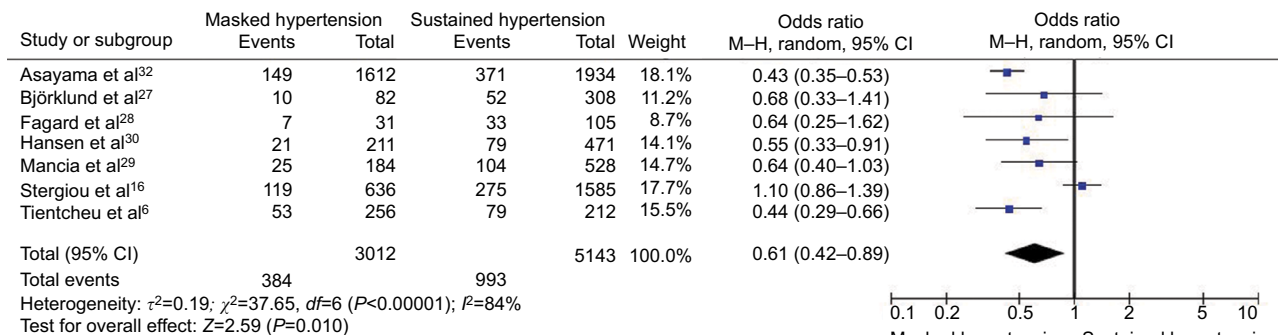 Masked hypertension Sustained hypertension Odds ratio Odds ratio
Study or subgroup Events Total Events Total Weight M–H, random, 95% CI M–H, random, 95% CI
Asayama et al32 149 1612 371 1934 18.1% 0.43 (0.35–0.53)
Björklund et al27 10 82 52 308 11.2% 0.68 (0.33–1.41)
Fagard et al28 7 31 33 105 8.7% 0.64 (0.25–1.62)
Hansen et al30 21 211 79 471 14.1% 0.55 (0.33–0.91)
Mancia et al29 25 184 104 528 14.7% 0.64 (0.40–1.03)
Stergiou et al16 119 636 275 1585 17.7% 1.10 (0.86–1.39)
Tientcheu et al6 53 256 79 212 15.5% 0.44 (0.29–0.66)
Total (95% CI) 3012 5143 100.0% 0.61 (0.42–0.89)
Total events 384 993
Heterogeneity: τ2=0.19; χ2=37.65, df=6 (P<0.00001); I2=84%
Test for overall effect: Z=2.59 (P=0.010)
0.1 0.2 0.5 1 2 5 10